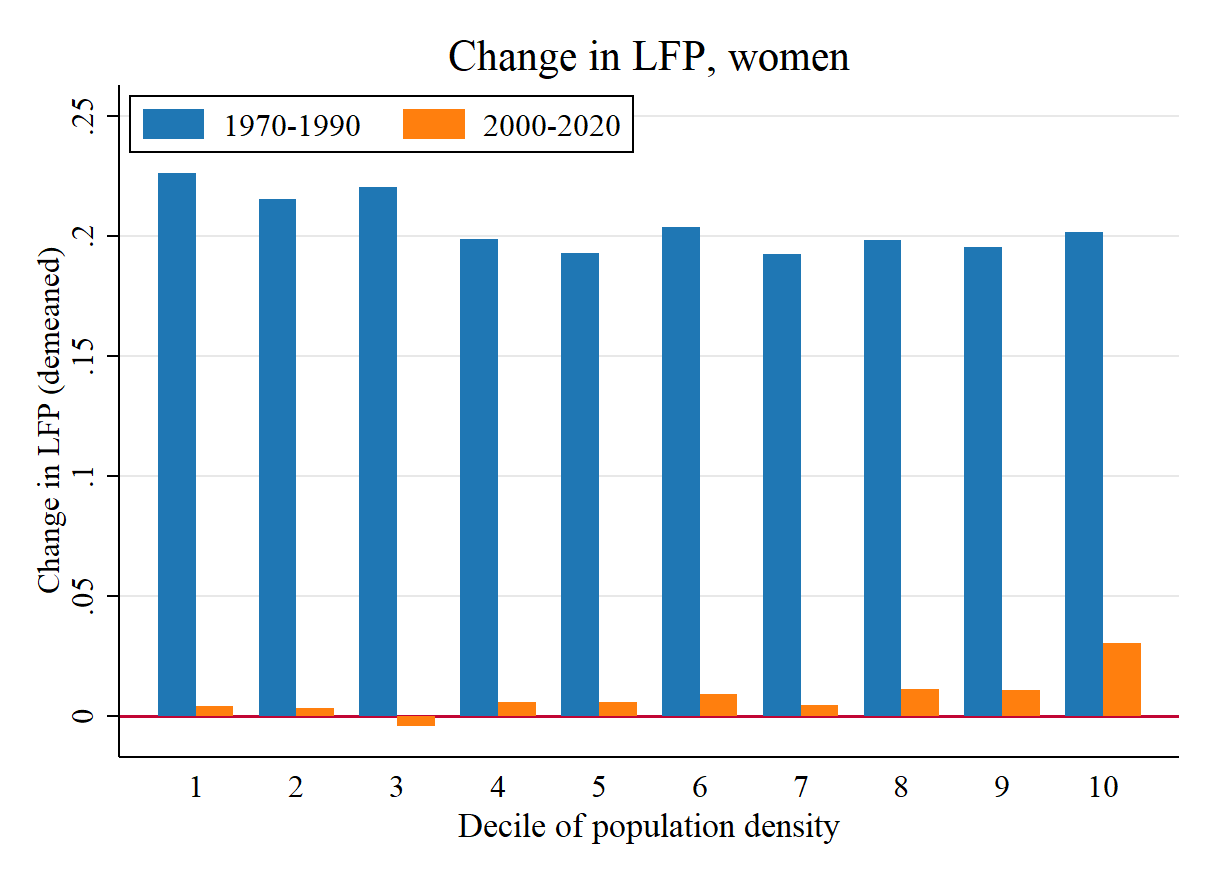 Change in LFP, women
1970-1990 2000-2020
Change in LFP (demeaned)
.25
.2
.15
.1
.05
0
1 2 3 4 5 6 7 8 9 10
Decile of population density